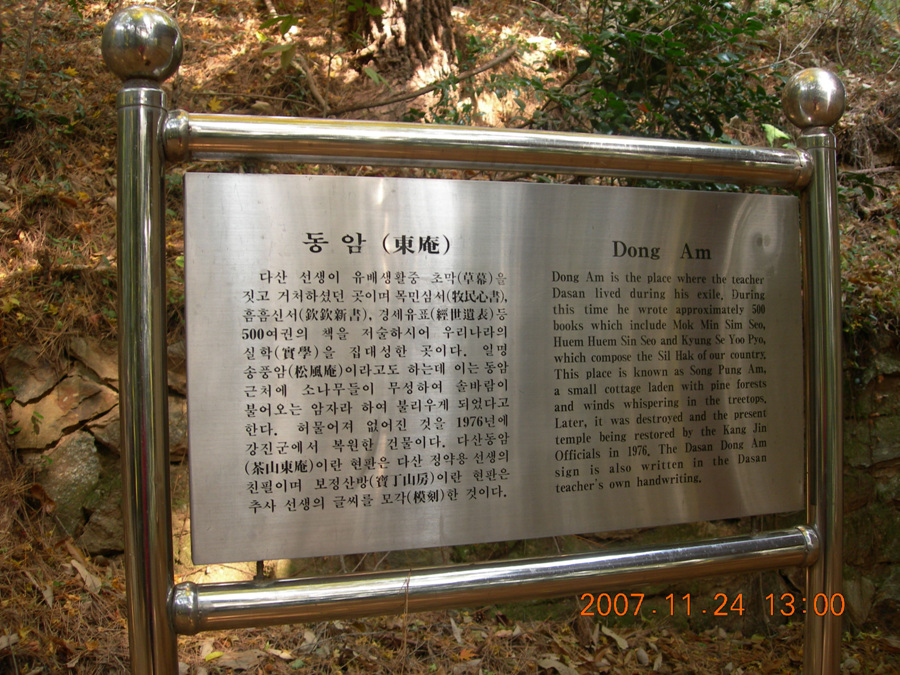 동 암 (東庵)
다산 선생이 유배생활중 초막(草幕)을
짓고 거처하셨던 곳이며 목민심서(牧民心書),
흠흠신서(欽欽新書), 경세유표(經世遺表)등
500여권의 책을 저술하시어 우리나라의
실학(實學)을 집대성한 곳이다. 일명
송풍암(松風庵)이라고도 하는데 이는 동암
근처에 소나무들이 무성하여 솔바람이
불어오는 암자라 하여 불리우게 되었다고
한다. 허물어져 없어진 것을 1976년에
강진군에서 복원한 건물이다. 다산동암
(茶山東庵)이란 현판은 다산 정약용 선생의
친필이며 보정산방(寶丁山房)이란 현판은
추사 선생의 글씨를 모각(模刻)한 것이다.
Dong Am
Dong Am is the place where the teacher
Dasan lived during his exile. During
this time he wrote approximately 500
books which include Mok Min Sim Seo,
Huem Huem Sin Seo and Kyung Se Yoo Pyo,
which compose the Sil Hak of our country.
This place is known as Song Pung Am,
a small cottage laden with pine forests
and winds whispering in the treetops.
Later, it was destroyed and the present
temple being restored by the Kang Jin
Officials in 1976. The Dasan Dong Am
sign is also written in the Dasan
teacher's own handwriting.
2007.11.24 13:00